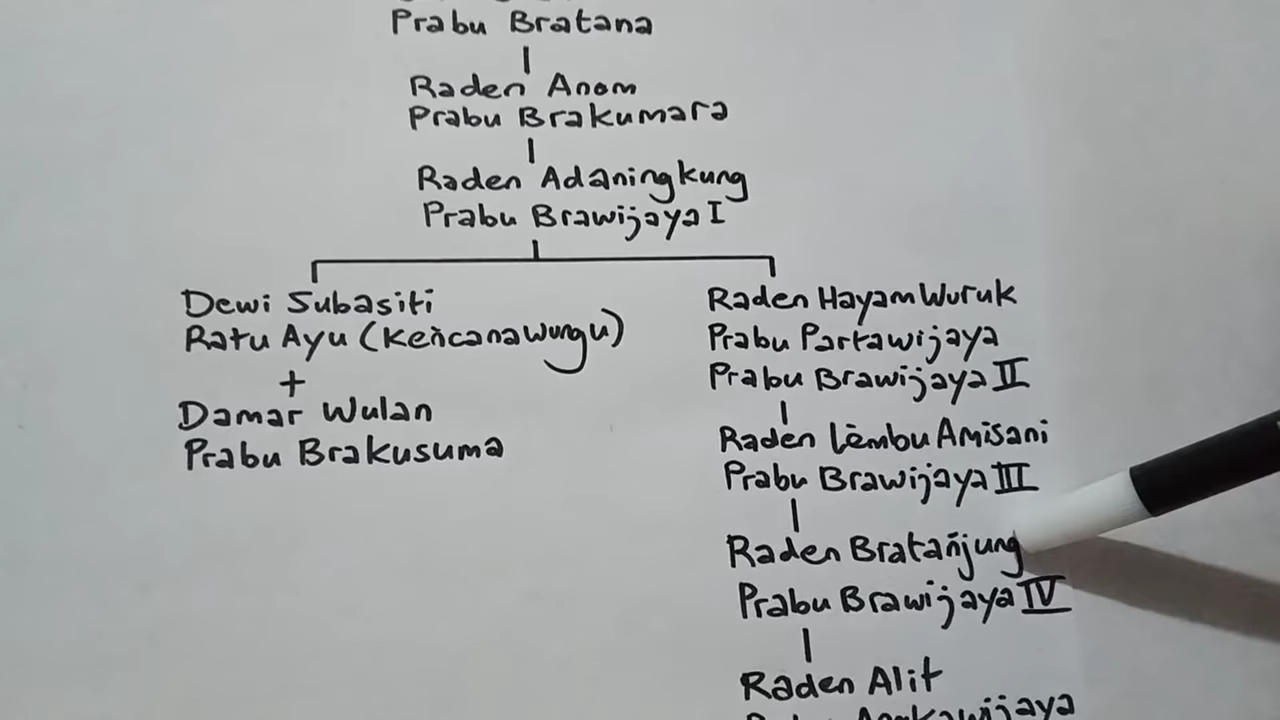 Prabu Bratana
Raden Anom
Prabu Brakumara
Raden Adaningkung
Prabu Brawijaya I
Dewi Subasiti
Ratu Ayu (Kencanawungu)
+
Damar Wulan
Prabu Brakusuma
Raden Hayam Wuruk
Prabu Partawijaya
Prabu Brawijaya II
Raden Lembu Amisani
Prabu Brawijaya III
Raden Bratanjung
Prabu Brawijaya IV
Raden Alit